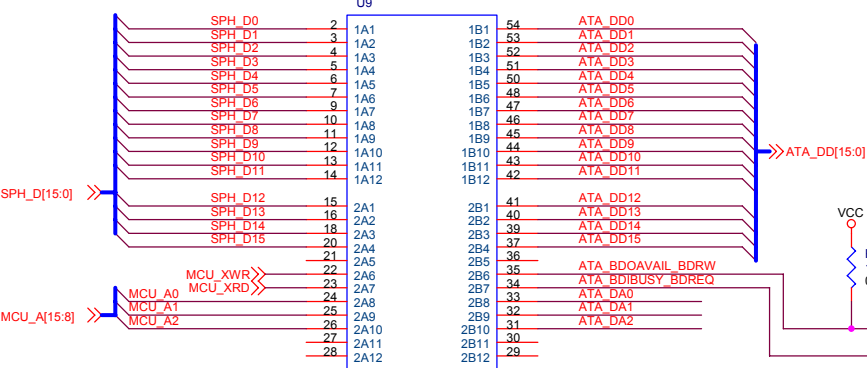 U9
SPH_D0 2 1A1 1B1 54 ATA_DD0
SPH_D1 3 1A2 1B2 53 ATA_DD1
SPH_D2 4 1A3 1B3 52 ATA_DD2
SPH_D3 5 1A4 1B4 51 ATA_DD3
SPH_D4 6 1A5 1B5 50 ATA_DD4
SPH_D5 7 1A6 1B6 48 ATA_DD5
SPH_D6 9 1A7 1B7 47 ATA_DD6
SPH_D7 10 1A8 1B8 46 ATA_DD7
SPH_D8 11 1A9 1B9 45 ATA_DD8
SPH_D9 12 1A10 1B10 44 ATA_DD9
ATA_DD[15:0]
SPH_D10 13 1A11 1B11 43 ATA_DD10
SPH_D11 14 1A12 1B12 42 ATA_DD11
SPH_D[15:0]
SPH_D12 15 2A1 2B1 41 ATA_DD12
SPH_D13 16 2A2 2B2 40 ATA_DD13
VCC
SPH_D14 18 2A3 2B3 39 ATA_DD14
SPH_D15 20 2A4 2B4 37 ATA_DD15
21 2A5 2B5 36
MCU_XWR 22 2A6 2B6 35 ATA_BDOAVAIL_BDRW
MCU_XRD 23 2A7 2B7 34 ATA_BDIBUSY_BDREQ
MCU_A0 24 2A8 2B8 33 ATA_DA0
MCU_A[15:8]
MCU_A1 25 2A9 2B9 32 ATA_DA1
MCU_A2 26 2A10 2B10 31 ATA_DA2
27 2A11 2B11 30
28 2A12 2B12 29